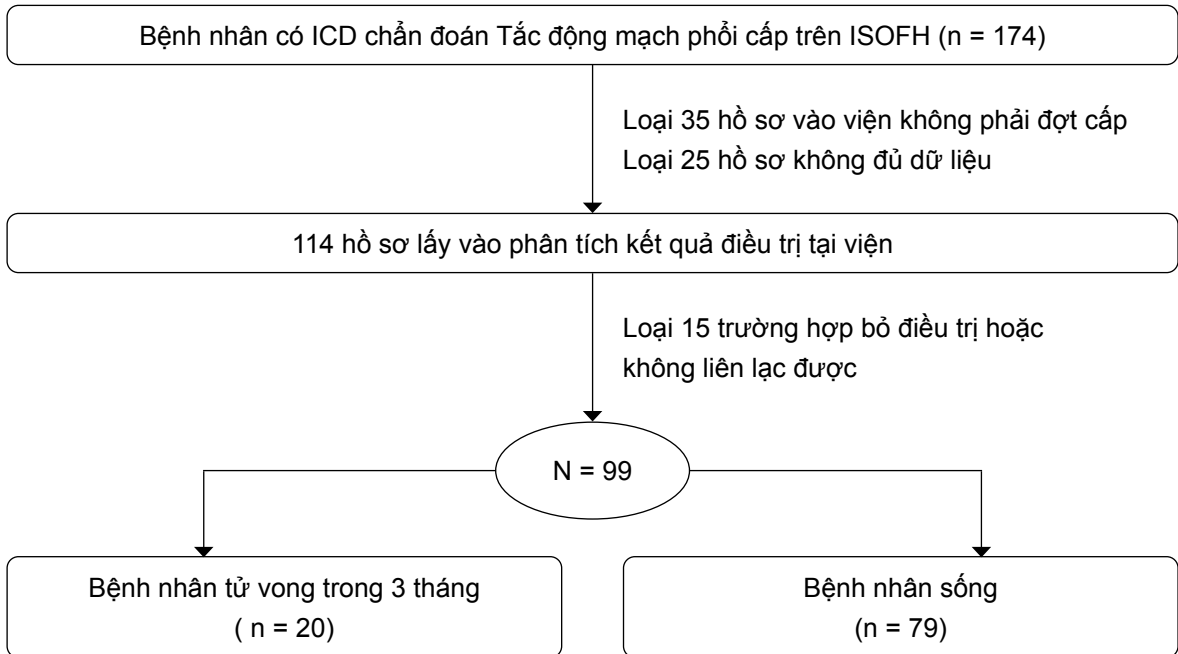 Bệnh nhân có ICD chẩn đoán Tắc động mạch phổi cấp trên ISOFH (n = 174)
Loại 35 hồ sơ vào viện không phải đợt cấp
Loại 25 hồ sơ không đủ dữ liệu
114 hồ sơ lấy vào phân tích kết quả điều trị tại viện
Loại 15 trường hợp bỏ điều trị hoặc
không liên lạc được
N = 99
Bệnh nhân tử vong trong 3 tháng
( n = 20)
Bệnh nhân sống
(n = 79)